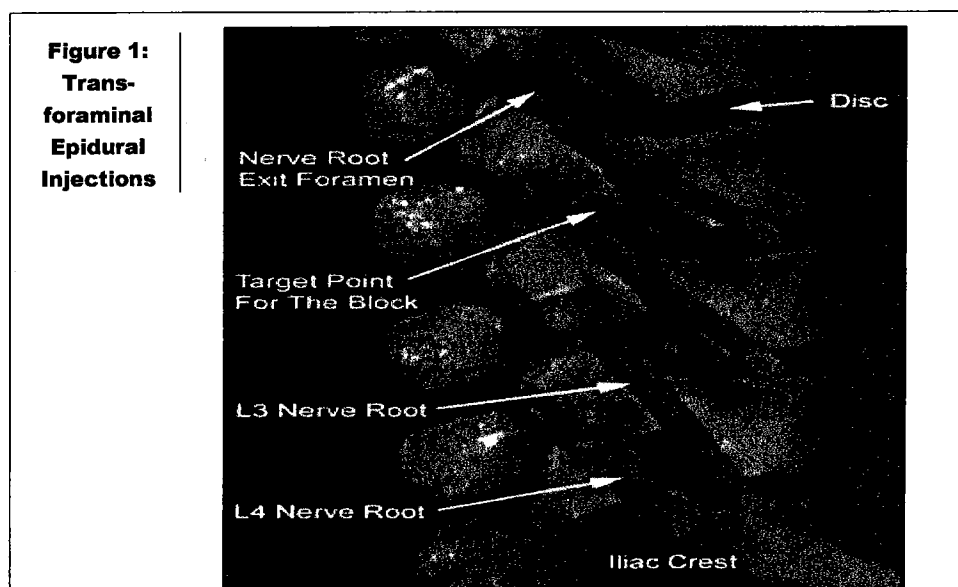 Figure 1:
Trans-
foraminal
Epidural
Injections
Disc
Nerve Root
Exit Foramen
Target Point
For The Block
L3 Nerve Root
L4 Nerve Root
Iliac Crest